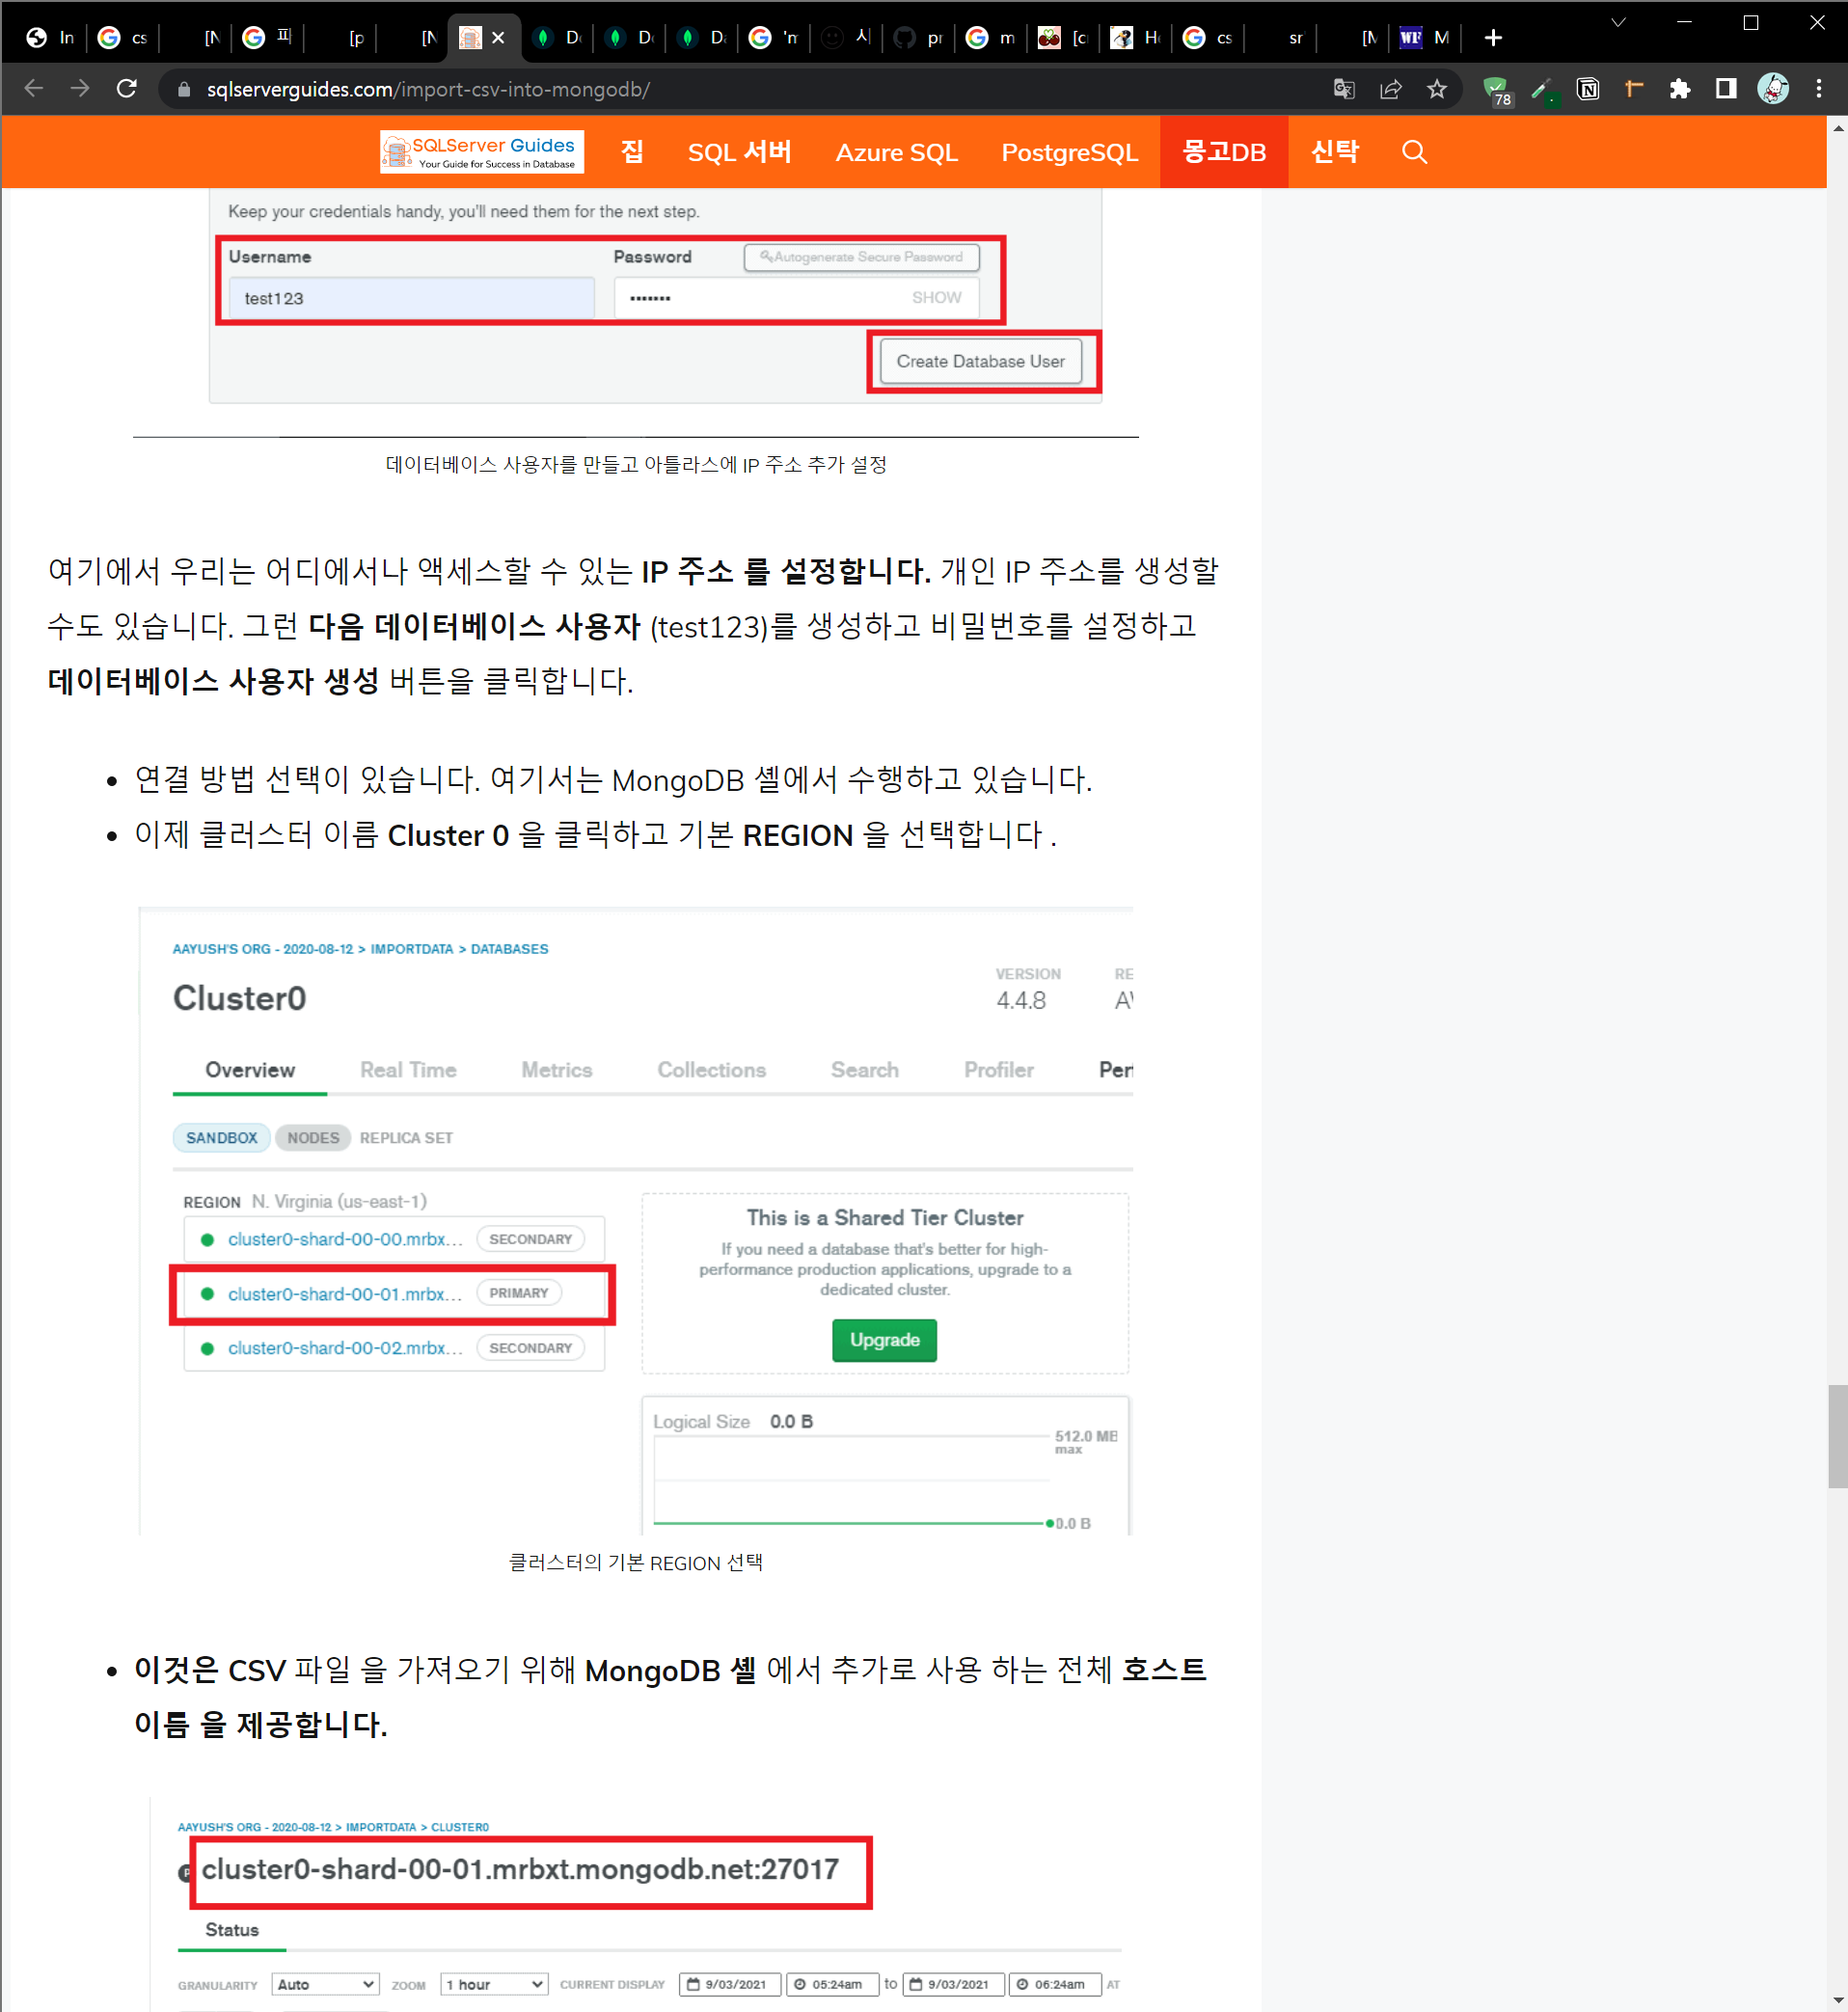 In
cs
[N
피
[p
[N
De
De
Da
'm
시
pr
m
[c
H
cs
sr
[M
WF M
sqlserverguides.com/import-csv-into-mongodb/
78
SQLServer Guides
Your Guide for Success in Database
집
SQL 서버
Azure SQL
PostgreSQL
몽고DB
신탁
Keep your credentials handy, you'll need them for the next step.
Username
Password
Autogenerate Secure Password
test123
SHOW
Create Database User
데이터베이스 사용자를 만들고 아틀라스에 IP 주소 추가 설정
여기에서 우리는 어디에서나 액세스할 수 있는 IP 주소 를 설정합니다. 개인 IP 주소를 생성할
수도 있습니다. 그런 다음 데이터베이스 사용자 (test123)를 생성하고 비밀번호를 설정하고
데이터베이스 사용자 생성 버튼을 클릭합니다.
연결 방법 선택이 있습니다. 여기서는 MongoDB 셸에서 수행하고 있습니다.
이제 클러스터 이름 Cluster 0 을 클릭하고 기본 REGION 을 선택합니다 .
AAYUSH'S ORG - 2020-08-12 > IMPORTDATA > DATABASES
Cluster0
VERSION
4.4.8
RE
Overview
Real Time
Metrics
Collections
Search
Profiler
Perf
SANDBOX
NODES
REPLICA SET
REGION N. Virginia (us-east-1)
cluster0-shard-00-00.mrbx... SECONDARY
cluster0-shard-00-01.mrbx... PRIMARY
cluster0-shard-00-02.mrbx... SECONDARY
This is a Shared Tier Cluster
If you need a database that's better for high-
performance production applications, upgrade to a
dedicated cluster.
Upgrade
Logical Size 0.0 B
512.0 MB
max
0.0 B
클러스터의 기본 REGION 선택
이것은 CSV 파일 을 가져오기 위해 MongoDB 셸 에서 추가로 사용 하는 전체 호스트
이름 을 제공합니다.
AAYUSH'S ORG - 2020-08-12 > IMPORTDATA > CLUSTER0
cluster0-shard-00-01.mrbxt.mongodb.net:27017
Status
GRANULARITY Auto ZOOM 1 hour CURRENT DISPLAY 9/03/2021 05:24am to 9/03/2021 06:24am AT